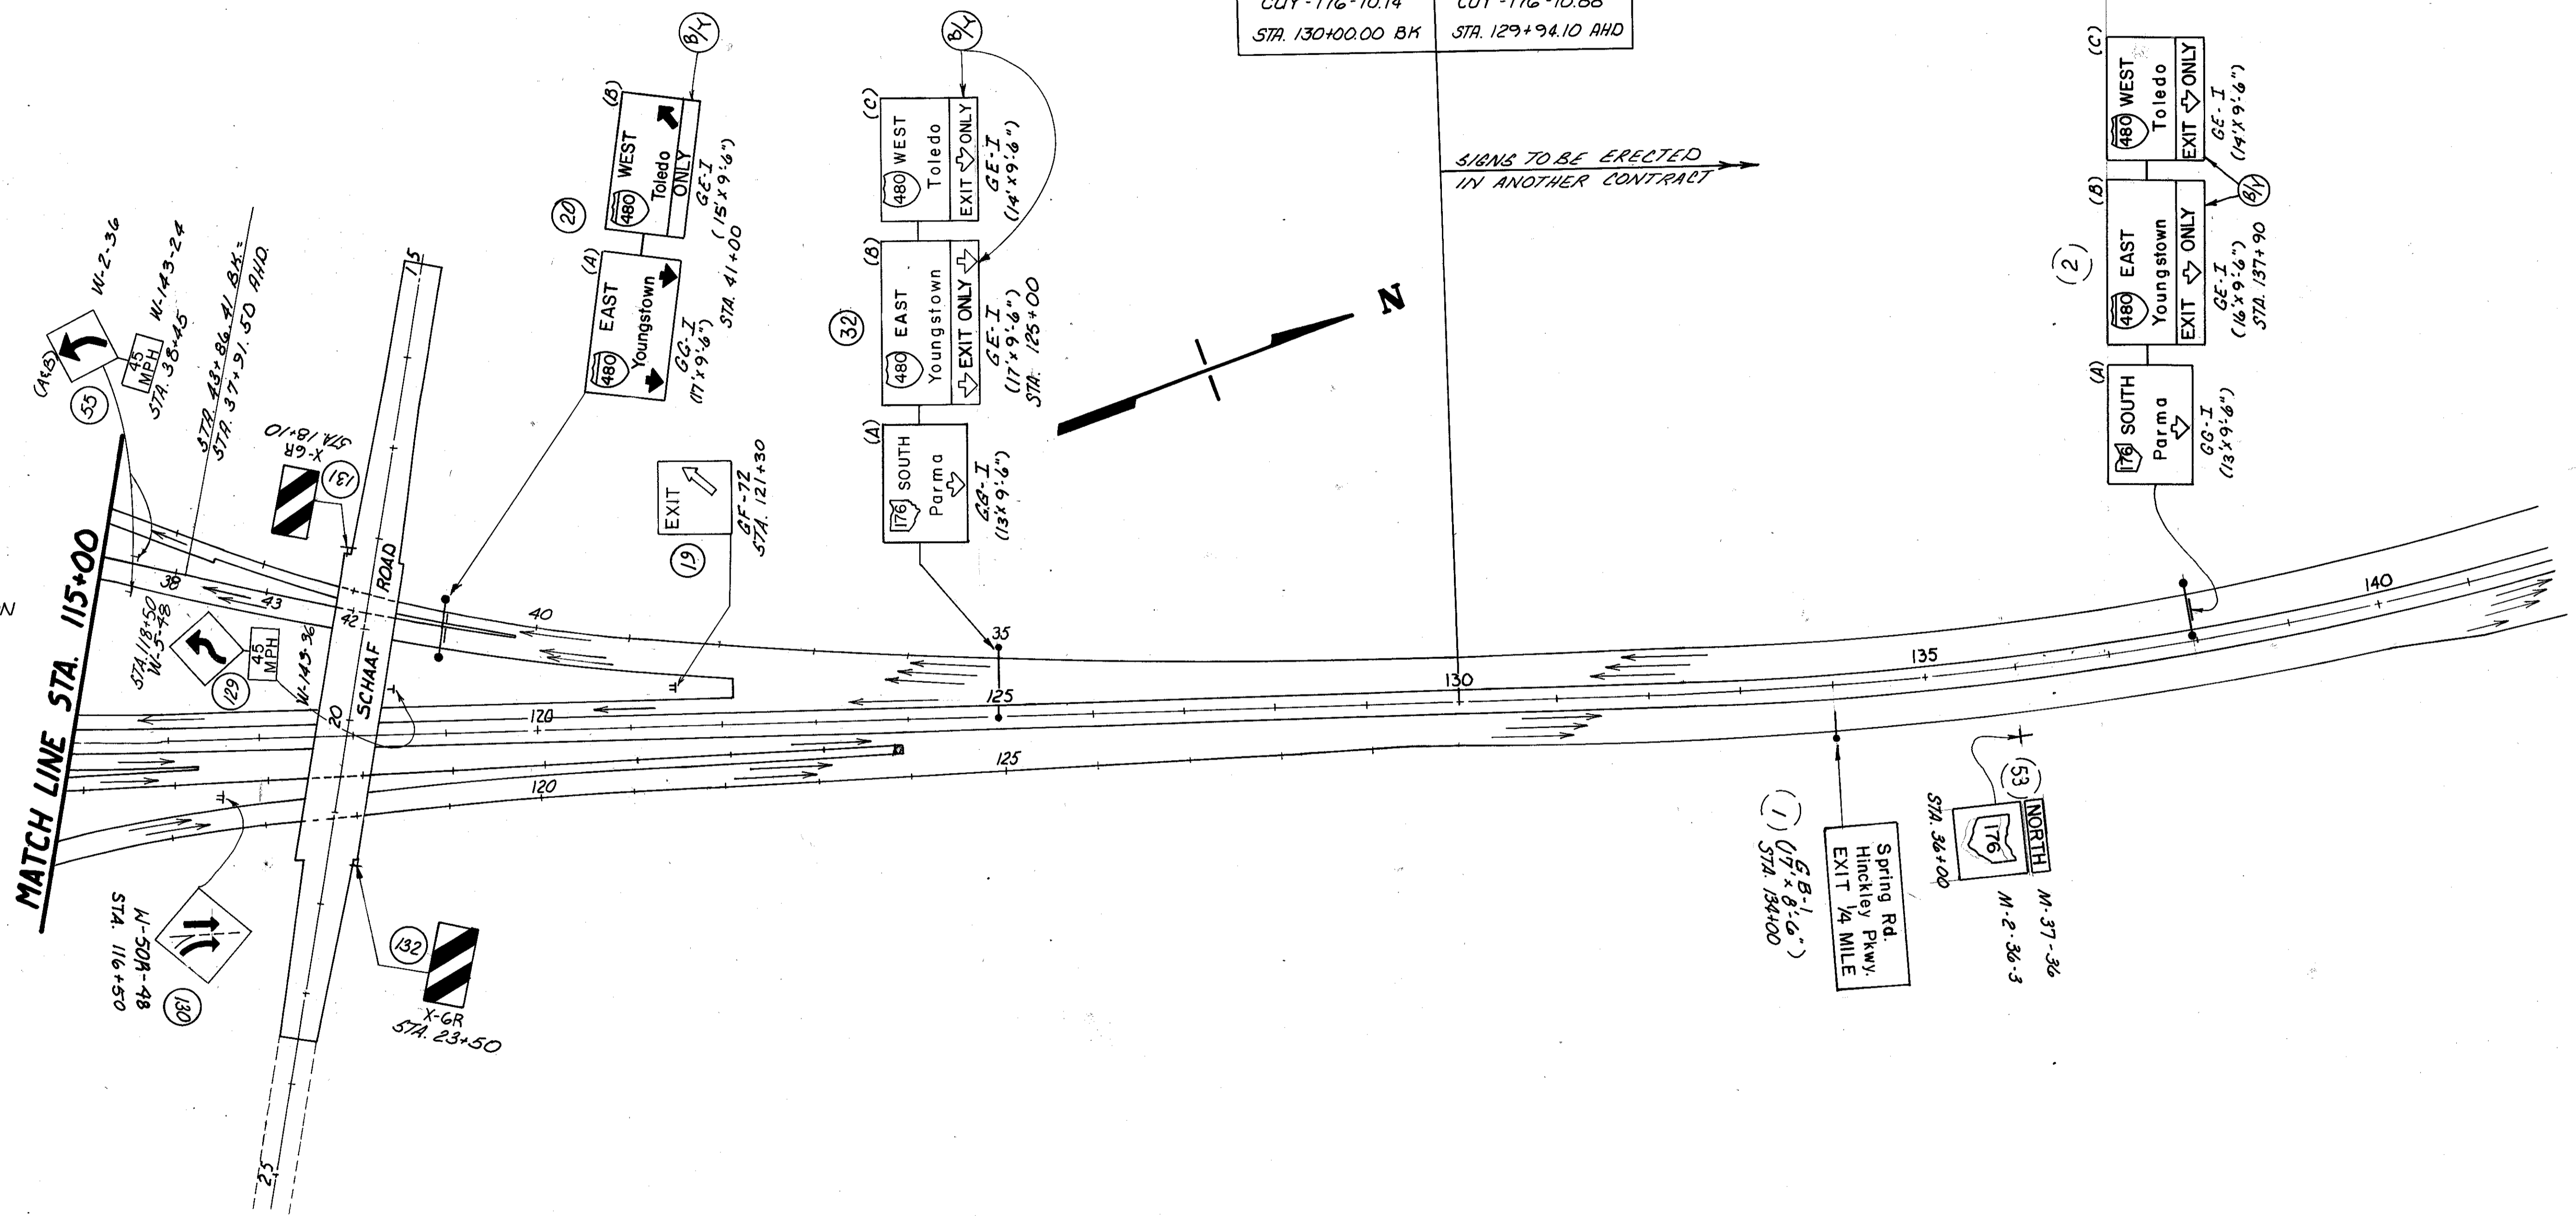 CUY-176-10.14
CUY-176-10.88
STA. 130+00.00 BK
STA. 129+94.10 AHD
SIGNS TO BE ERECTED
IN ANOTHER CONTRACT
N
MATCH LINE STA. 115+00
W-2-36
W-143-24
45
MPH
STA. 38+45
(A&B)
55
STA. 43+86.41 BK.=
STA. 37+91.50 AHD.
X-6R
STA. 18+10
131
15
SCHAAF ROAD
20
25
B/Y
(B)
480 WEST
Toledo
ONLY
GE-I
(15'X9'-6")
STA. 41+00
20
(A)
480 EAST
Youngstown
GG-I
(17'X9'-6")
EXIT
19
GF-72
STA. 121+30
B/Y
(C)
480 WEST
Toledo
EXIT ONLY
GE-I
(14'X9'-6")
32
(B)
480 EAST
Youngstown
EXIT ONLY
GE-I
(17'X9'-6")
STA. 125+00
(A)
176 SOUTH
Parma
GG-I
(13'X9'-6")
(C)
480 WEST
Toledo
EXIT ONLY
GE-I
(14'X9'-6")
B/Y
(2)
(B)
480 EAST
Youngstown
EXIT ONLY
GE-I
(16'X9'-6")
STA. 137+90
(A)
176 SOUTH
Parma
I-GG
(13'X9'-6")
38
43
42
40
35
120
125
130
135
140
120
125
STA. 118+50
W-5-48
45
MPH
W-143-36
129
W-50R-48
STA. 116+50
130
132
X-6R
STA. 23+50
(1)
GB-1
(17'X8'-6")
STA. 134+00
Spring Rd.
Hinckley Pkwy.
EXIT 1/4 MILE
(53)
NORTH
176
STA. 36+00
M-37-36
M-2-36-3
N